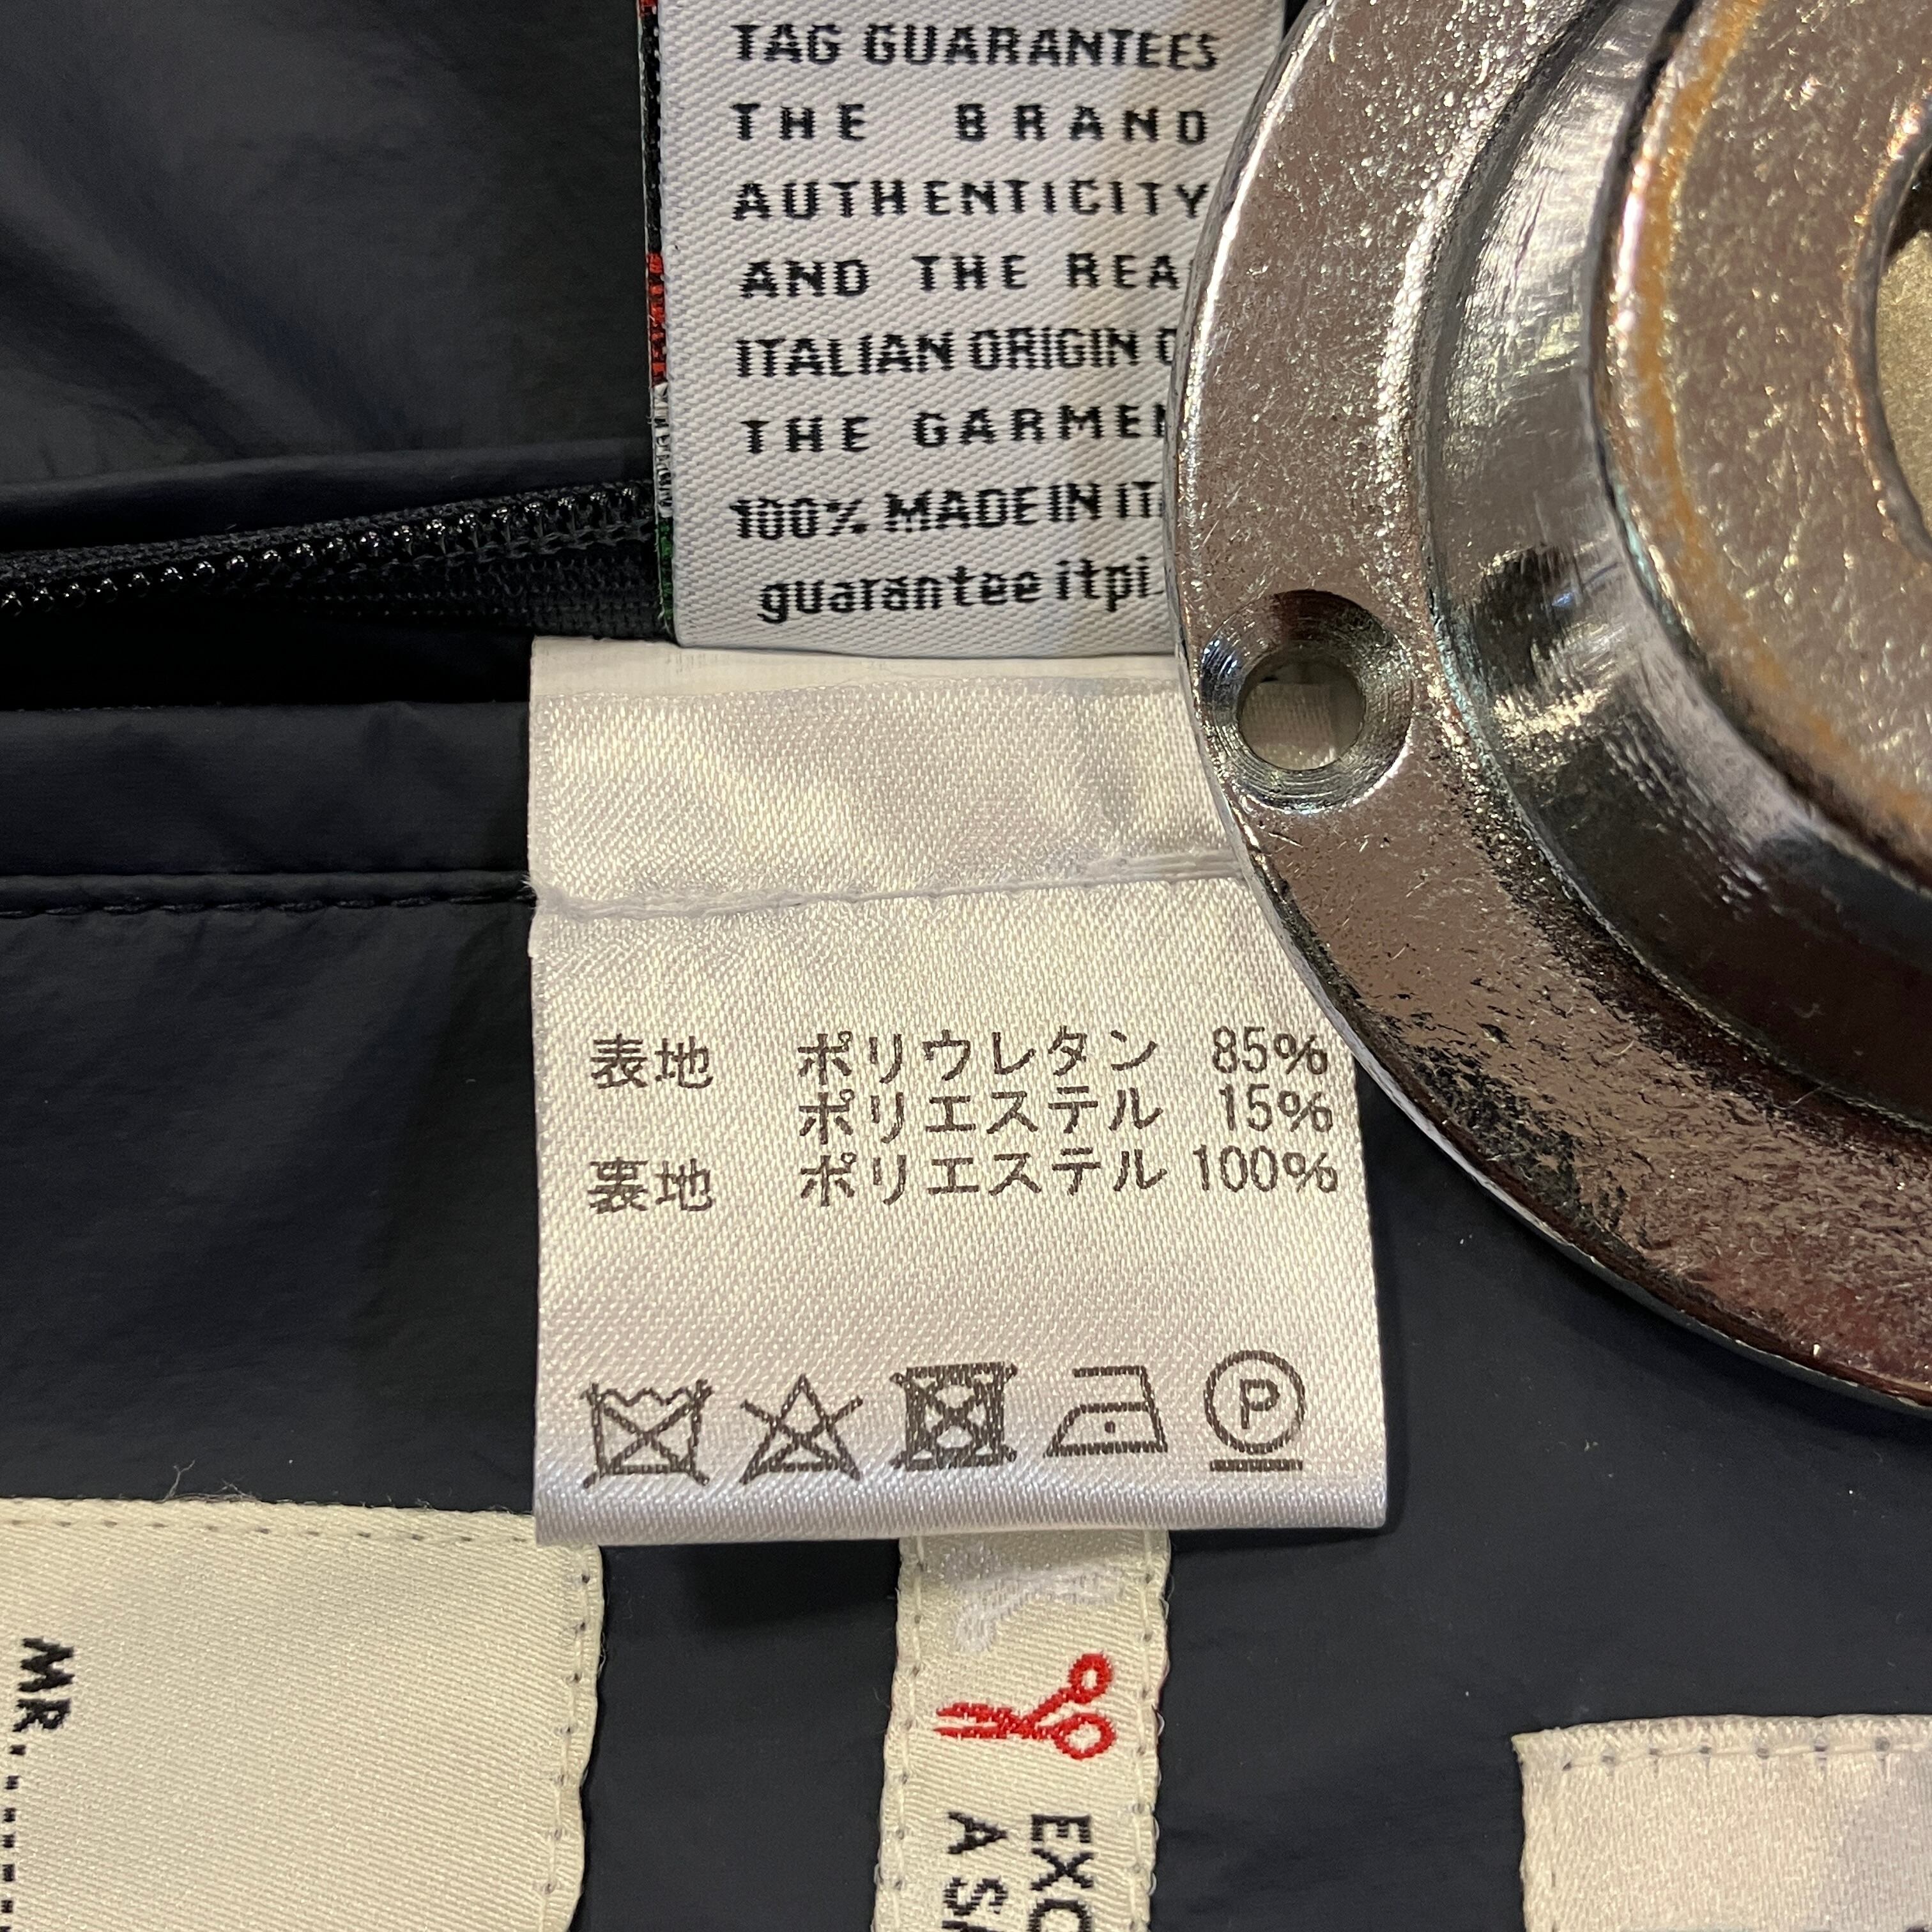 TAG GUARANTEES
THE BRAND
AUTHENTICITY
AND THE REA
ITALIAN ORIGIN
THE GARMEN
100% MADE IN IT
guarantee itpi
表地 ポリウレタン 85%
ポリエステル 15%
裏地 ポリエステル 100%
P
MR.
EXC
A S